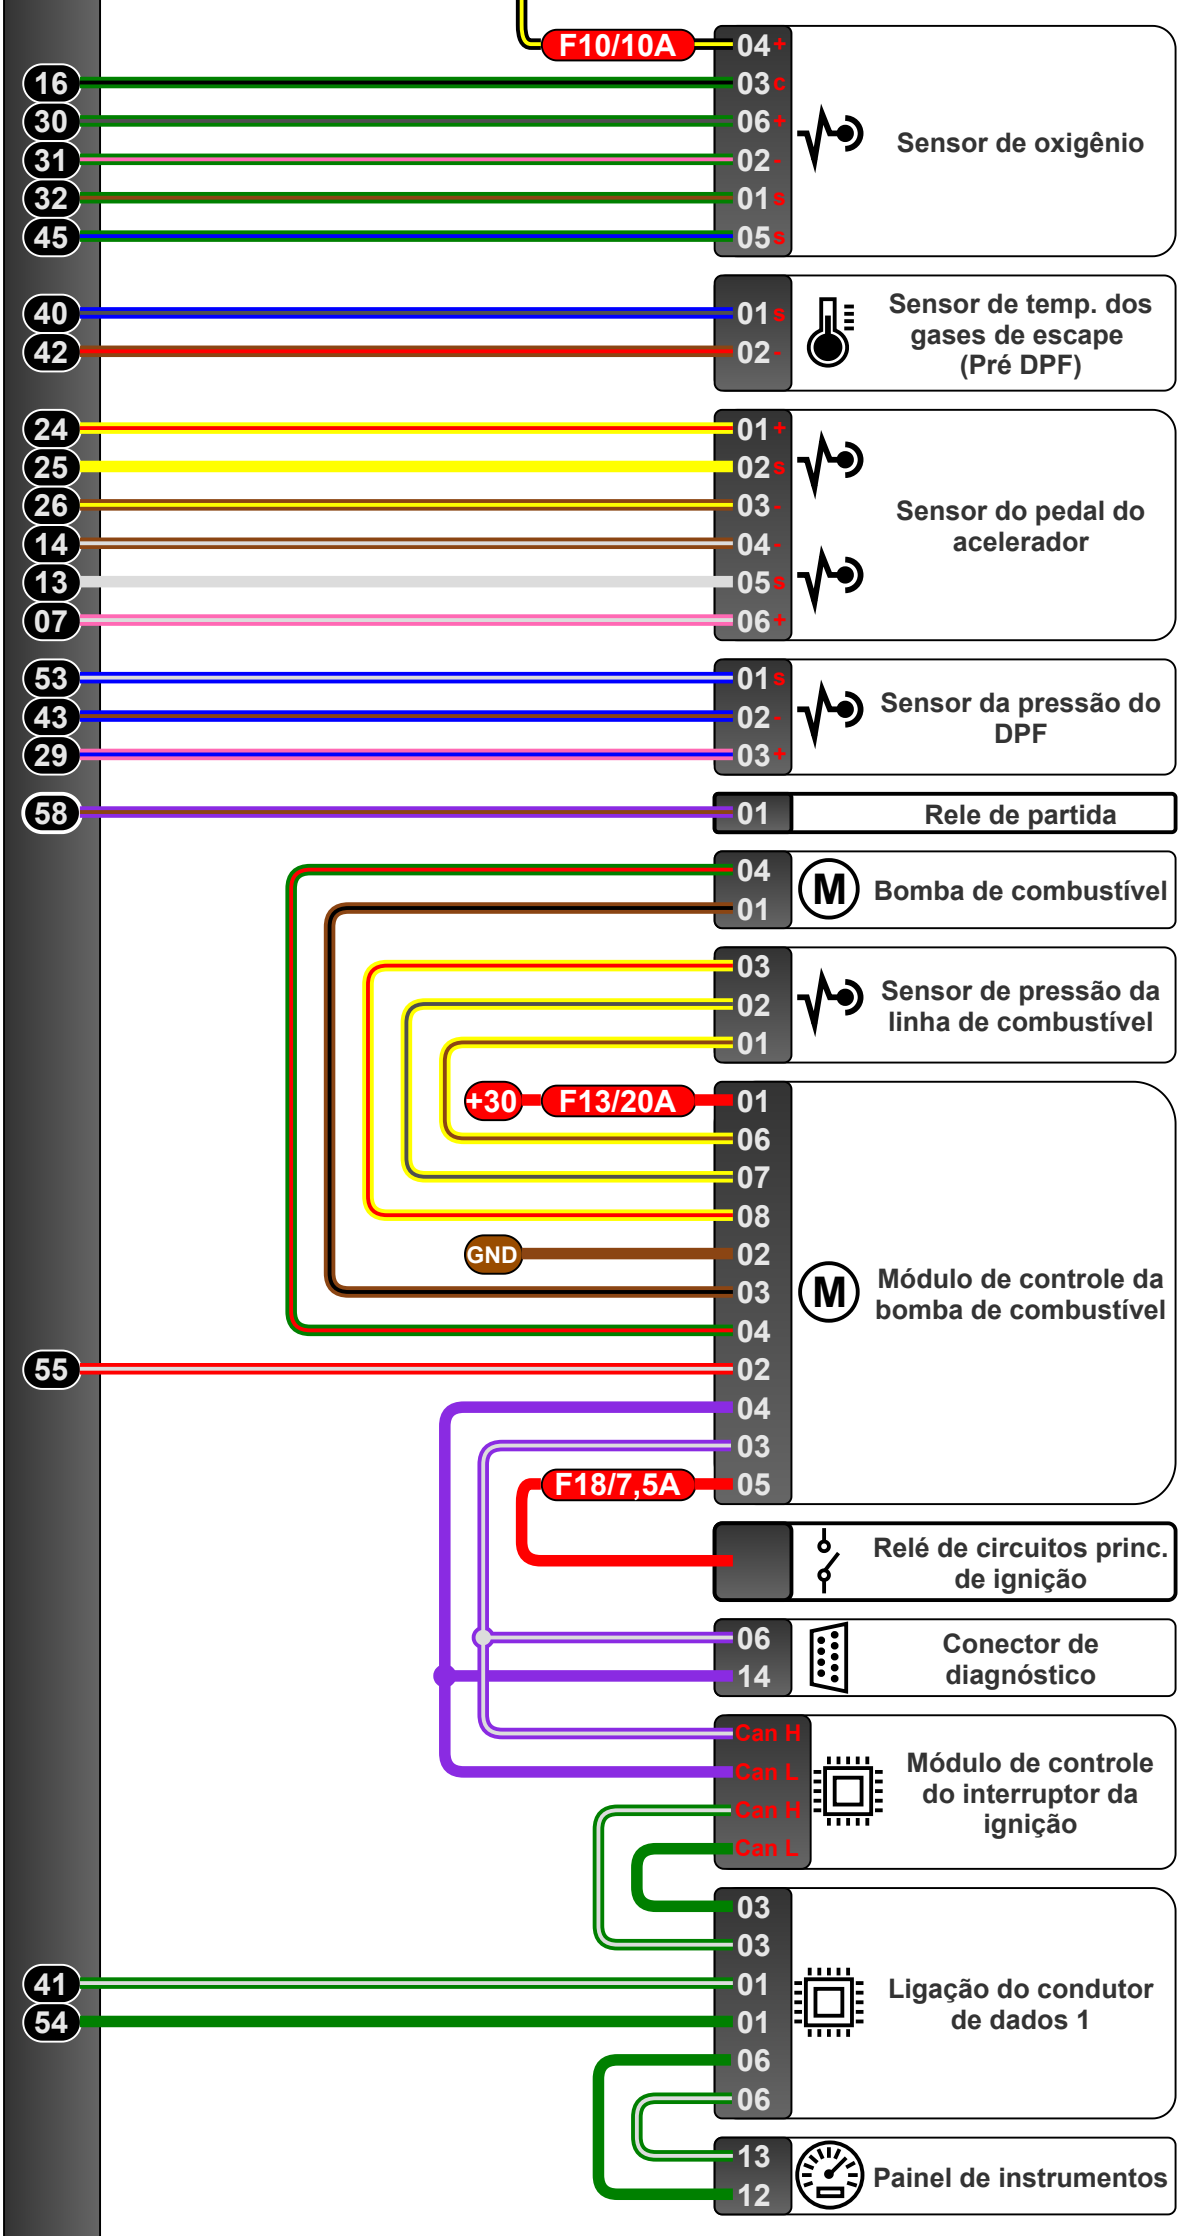 F10/10A 04+
16 03c
30 06+
31 02-
32 01s
45 05s
Sensor de oxigênio
40 01s
42 02-
Sensor de temp. dos
gases de escape
(Pré DPF)
24 01+
25 02s
26 03-
14 04-
13 05s
07 06+
Sensor do pedal do
acelerador
53 01s
43 02-
29 03+
Sensor da pressão do
DPF
58 01 Rele de partida
04
01
M Bomba de combustível
03
02
01
Sensor de pressão da
linha de combustível
+30 F13/20A 01
06
07
08
GND 02
03
04
55 02
04
03
F18/7,5A 05
M
Módulo de controle da
bomba de combustível
Relé de circuitos princ.
de ignição
06
14
Conector de
diagnóstico
Can H
Can L
Can H
Can L
Módulo de controle
do interruptor da
ignição
03
03
41 01
54 01
06
06
Ligação do condutor
de dados 1
13
12
Painel de instrumentos